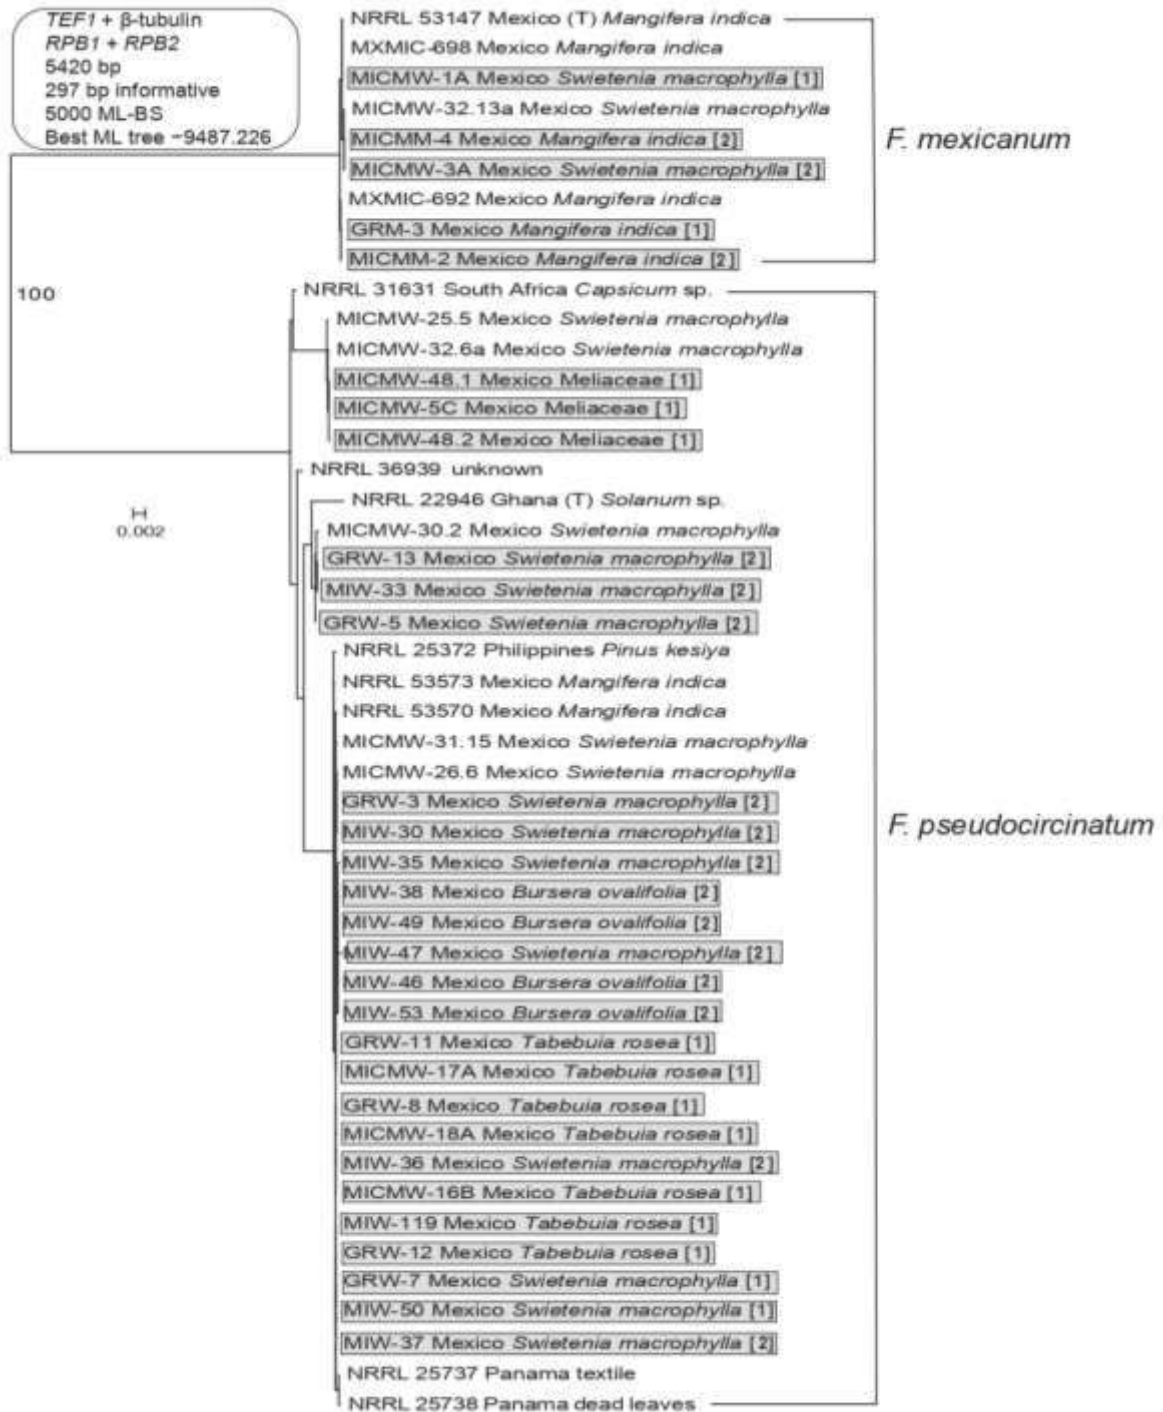 TEF1 + β-tubulin
RPB1 + RPB2
5420 bp
297 bp informative
5000 ML-BS
Best ML tree −9487.226
NRRL 53147 Mexico (T) Mangifera indica
MXMIC-698 Mexico Mangifera indica
MICMW-1A Mexico Swietenia macrophylla [1]
MICMW-32.13a Mexico Swietenia macrophylla
MICMM-4 Mexico Mangifera indica [2]
MICMW-3A Mexico Swietenia macrophylla [2]
MXMIC-692 Mexico Mangifera indica
GRM-3 Mexico Mangifera indica [1]
MICMM-2 Mexico Mangifera indica [2]
F. mexicanum
100
NRRL 31631 South Africa Capsicum sp.
MICMW-25.5 Mexico Swietenia macrophylla
MICMW-32.6a Mexico Swietenia macrophylla
MICMW-48.1 Mexico Meliaceae [1]
MICMW-5C Mexico Meliaceae [1]
MICMW-48.2 Mexico Meliaceae [1]
NRRL 36939 unknown
NRRL 22946 Ghana (T) Solanum sp.
0.002
MICMW-30.2 Mexico Swietenia macrophylla
GRW-13 Mexico Swietenia macrophylla [2]
MIW-33 Mexico Swietenia macrophylla [2]
GRW-5 Mexico Swietenia macrophylla [2]
NRRL 25372 Philippines Pinus kesiya
NRRL 53573 Mexico Mangifera indica
NRRL 53570 Mexico Mangifera indica
MICMW-31.15 Mexico Swietenia macrophylla
MICMW-26.6 Mexico Swietenia macrophylla
GRW-3 Mexico Swietenia macrophylla [2]
MIW-30 Mexico Swietenia macrophylla [2]
F. pseudocircinatum
MIW-35 Mexico Swietenia macrophylla [2]
MIW-38 Mexico Bursera ovalifolia [2]
MIW-49 Mexico Bursera ovalifolia [2]
MIW-47 Mexico Swietenia macrophylla [2]
MIW-46 Mexico Bursera ovalifolia [2]
MIW-53 Mexico Bursera ovalifolia [2]
GRW-11 Mexico Tabebuia rosea [1]
MICMW-17A Mexico Tabebuia rosea [1]
GRW-8 Mexico Tabebuia rosea [1]
MICMW-18A Mexico Tabebuia rosea [1]
MIW-36 Mexico Swietenia macrophylla [2]
MICMW-16B Mexico Tabebuia rosea [1]
MIW-119 Mexico Tabebuia rosea [1]
GRW-12 Mexico Tabebuia rosea [1]
GRW-7 Mexico Swietenia macrophylla [1]
MIW-50 Mexico Swietenia macrophylla [1]
MIW-37 Mexico Swietenia macrophylla [2]
NRRL 25737 Panama textile
NRRL 25738 Panama dead leaves